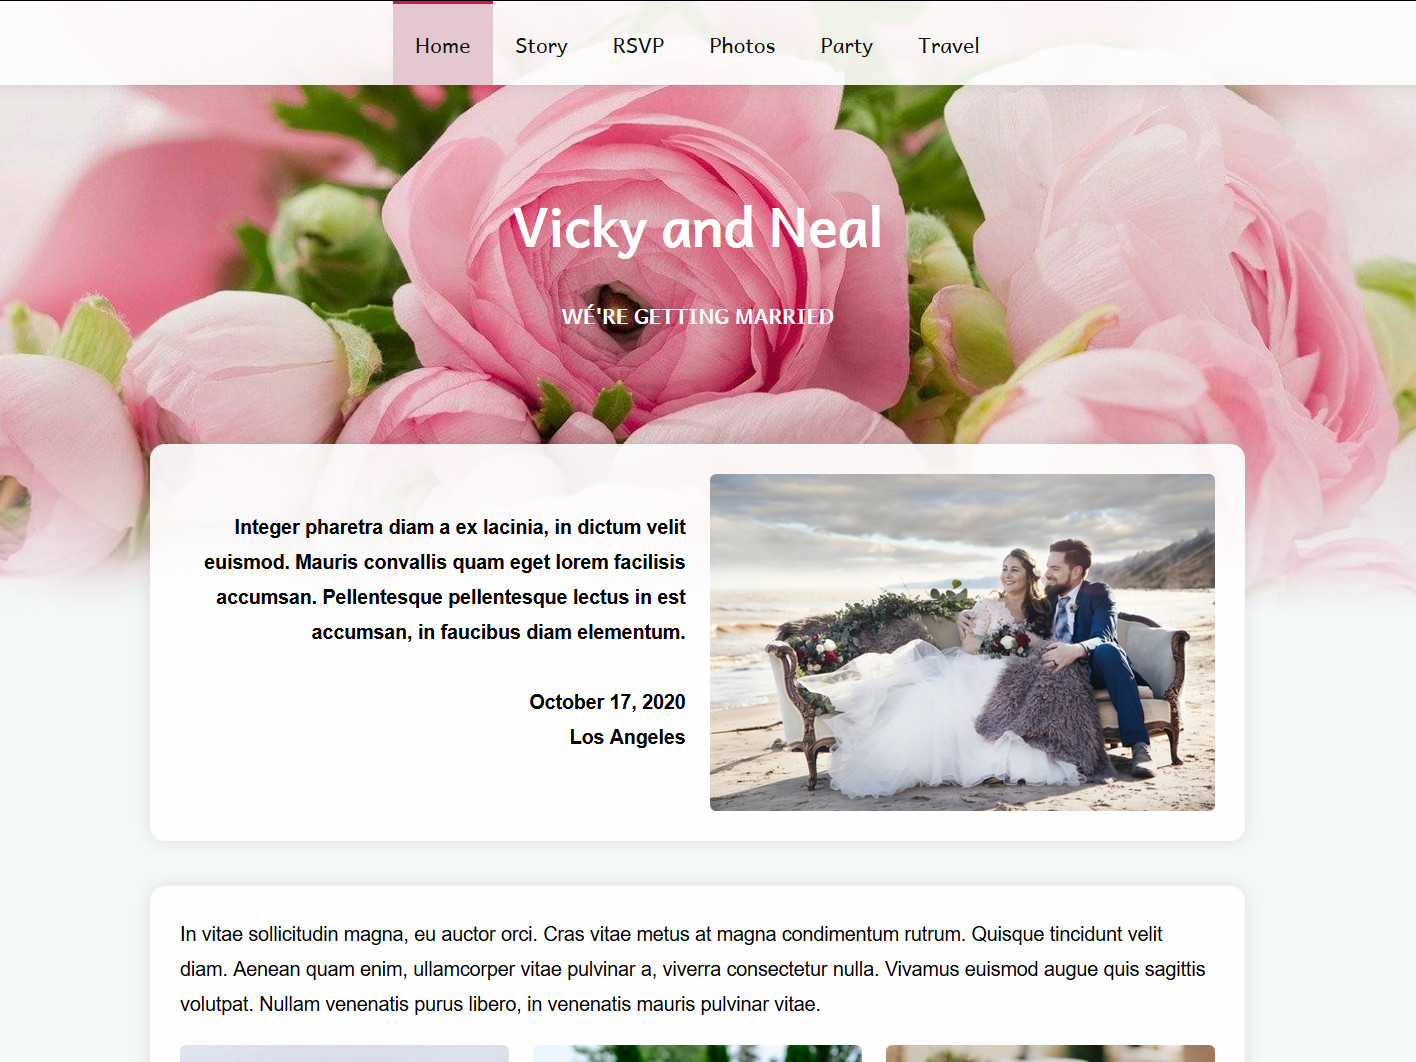 Home Story RSVP Photos Party Travel
Vicky and Neal
WÉ'RE GETTING MARRIED
Integer pharetra diam a ex lacinia, in dictum velit
euismod. Mauris convallis quam eget lorem facilisis
accumsan. Pellentesque pellentesque lectus in est
accumsan, in faucibus diam elementum.
October 17, 2020
Los Angeles
In vitae sollicitudin magna, eu auctor orci. Cras vitae metus at magna condimentum rutrum. Quisque tincidunt velit
diam. Aenean quam enim, ullamcorper vitae pulvinar a, viverra consectetur nulla. Vivamus euismod augue quis sagittis
volutpat. Nullam venenatis purus libero, in venenatis mauris pulvinar vitae.